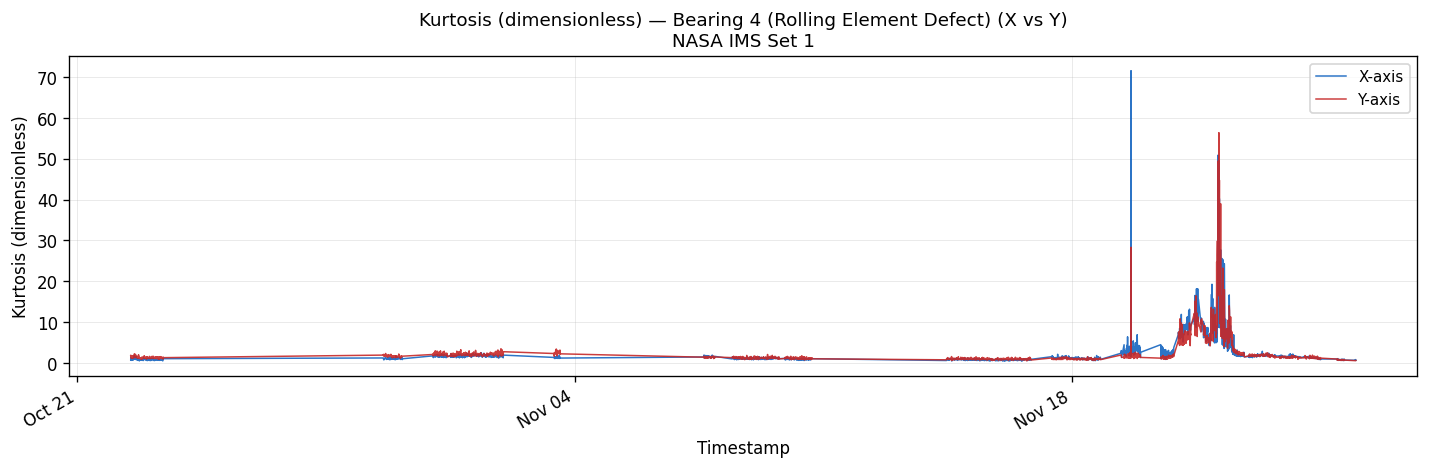 Kurtosis (dimensionless) — Bearing 4 (Rolling Element Defect) (X vs Y)
NASA IMS Set 1
X-axis
Y-axis
Kurtosis (dimensionless)
70
60
50
40
30
20
10
0
Oct 21
Nov 04
Nov 18
Timestamp